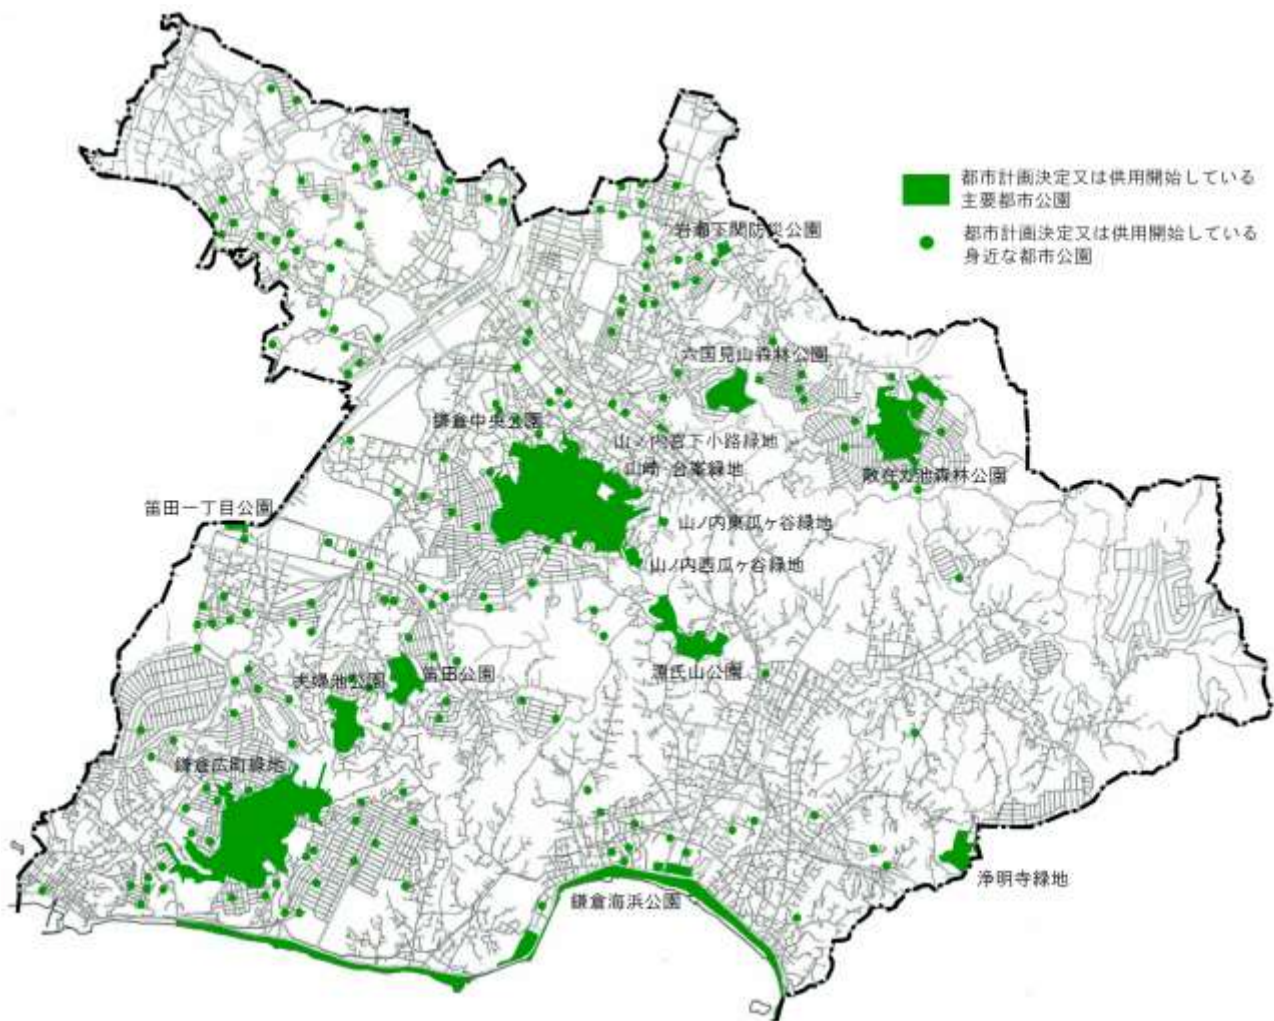 都市計画決定又は供用開始している
主要都市公園
都市計画決定又は供用開始している
身近な都市公園
岩瀬下関防災公園
六国見山森林公園
鎌倉中央公園
山ノ内宮下小路緑地
山崎・台峯緑地
散在ガ池森林公園
笛田一丁目公園
山ノ内東瓜ヶ谷緑地
山ノ内西瓜ヶ谷緑地
源氏山公園
夫婦池公園
笛田公園
鎌倉広町緑地
浄明寺緑地
鎌倉海浜公園